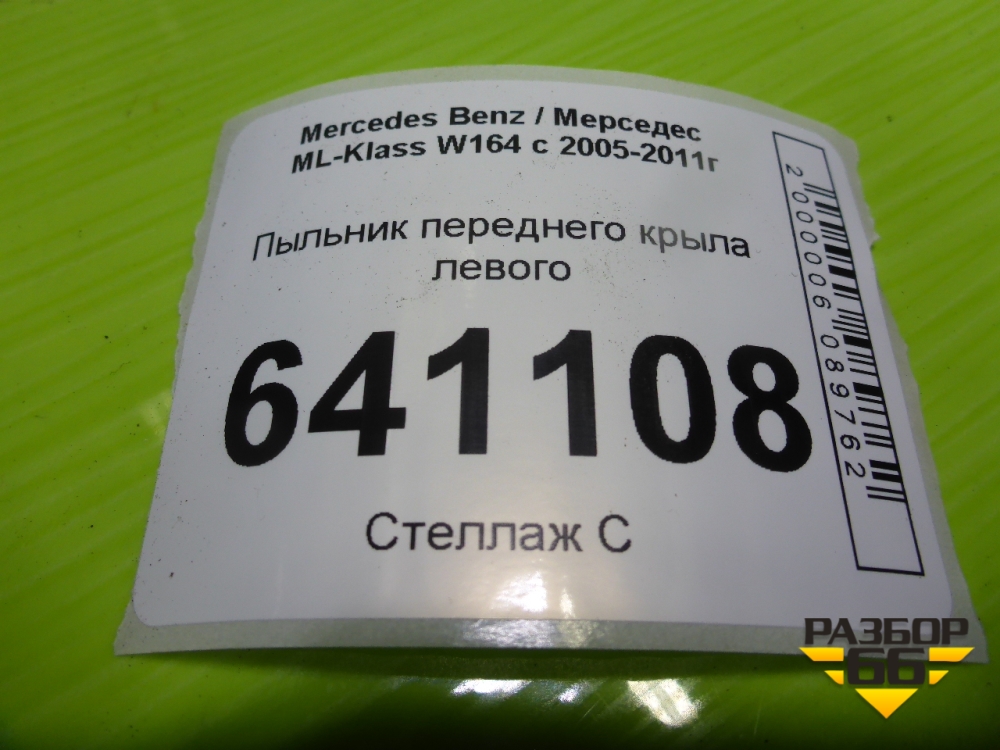 Mercedes Benz / Мерседес
ML-Klass W164 с 2005-2011г
Пыльник переднего крыла
левого
641108
Стеллаж С
2000006089762
РАЗБОР
66